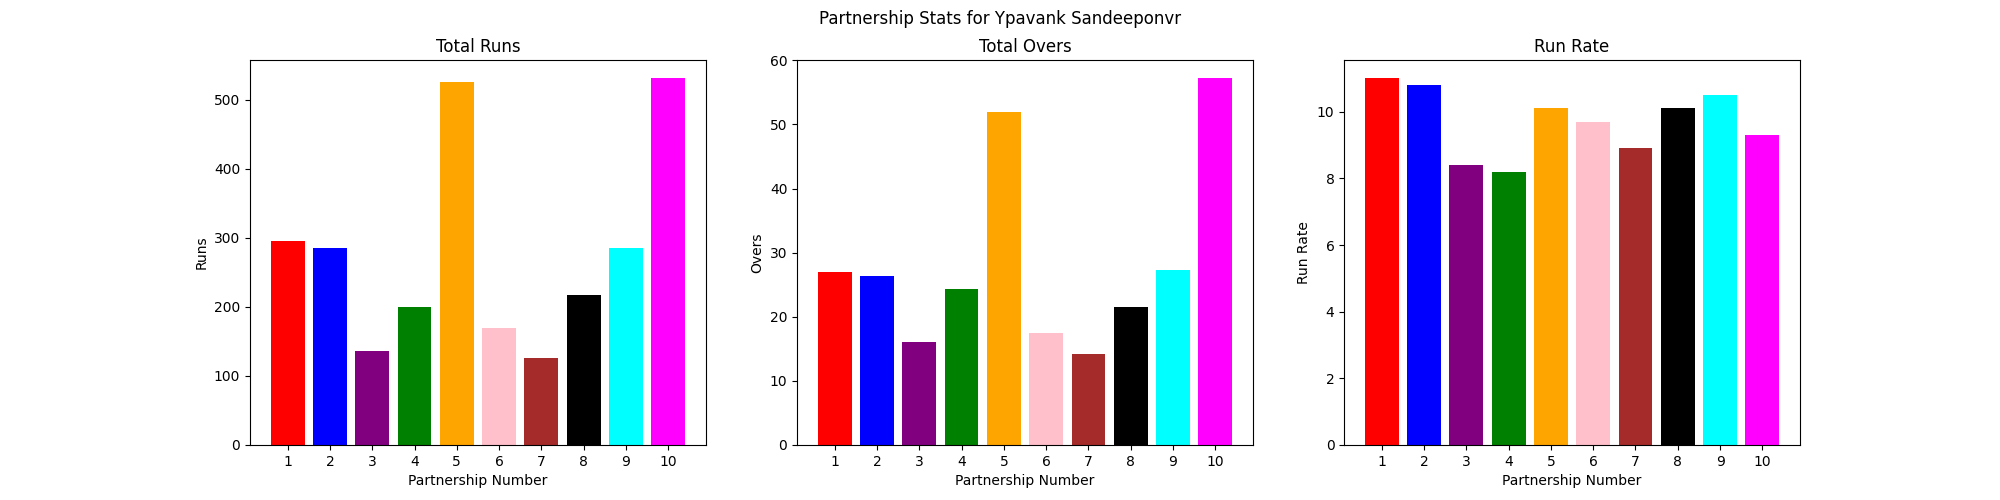 Partnership Stats for Ypavank Sandeeponvr
Total Runs
Runs
500
400
300
200
100
0
1 2 3 4 5 6 7 8 9 10
Partnership Number
Total Overs
Overs
60
50
40
30
20
10
0
1 2 3 4 5 6 7 8 9 10
Partnership Number
Run Rate
Run Rate
10
8
6
4
2
0
1 2 3 4 5 6 7 8 9 10
Partnership Number